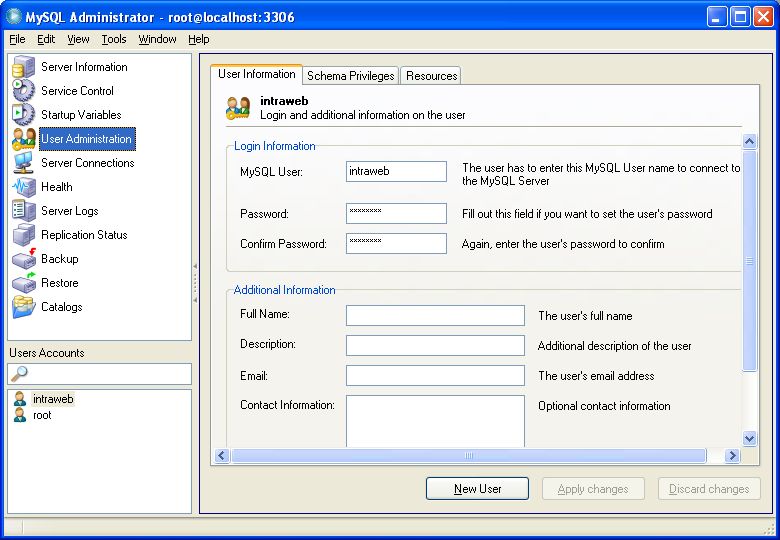 MySQL Administrator - root@localhost:3306
File Edit View Tools Window Help
Server Information
Service Control
Startup Variables
User Administration
Server Connections
Health
Server Logs
Replication Status
Backup
Restore
Catalogs
Users Accounts
intraweb
root
User Information Schema Privileges Resources
intraweb
Login and additional information on the user
Login Information
MySQL User: intraweb The user has to enter this MySQL User name to connect to
the MySQL Server
Password: ******** Fill out this field if you want to set the user's password
Confirm Password: ******** Again, enter the user's password to confirm
Additional Information
Full Name: The user's full name
Description: Additional description of the user
Email: The user's email address
Contact Information: Optional contact information
New User Apply changes Discard changes